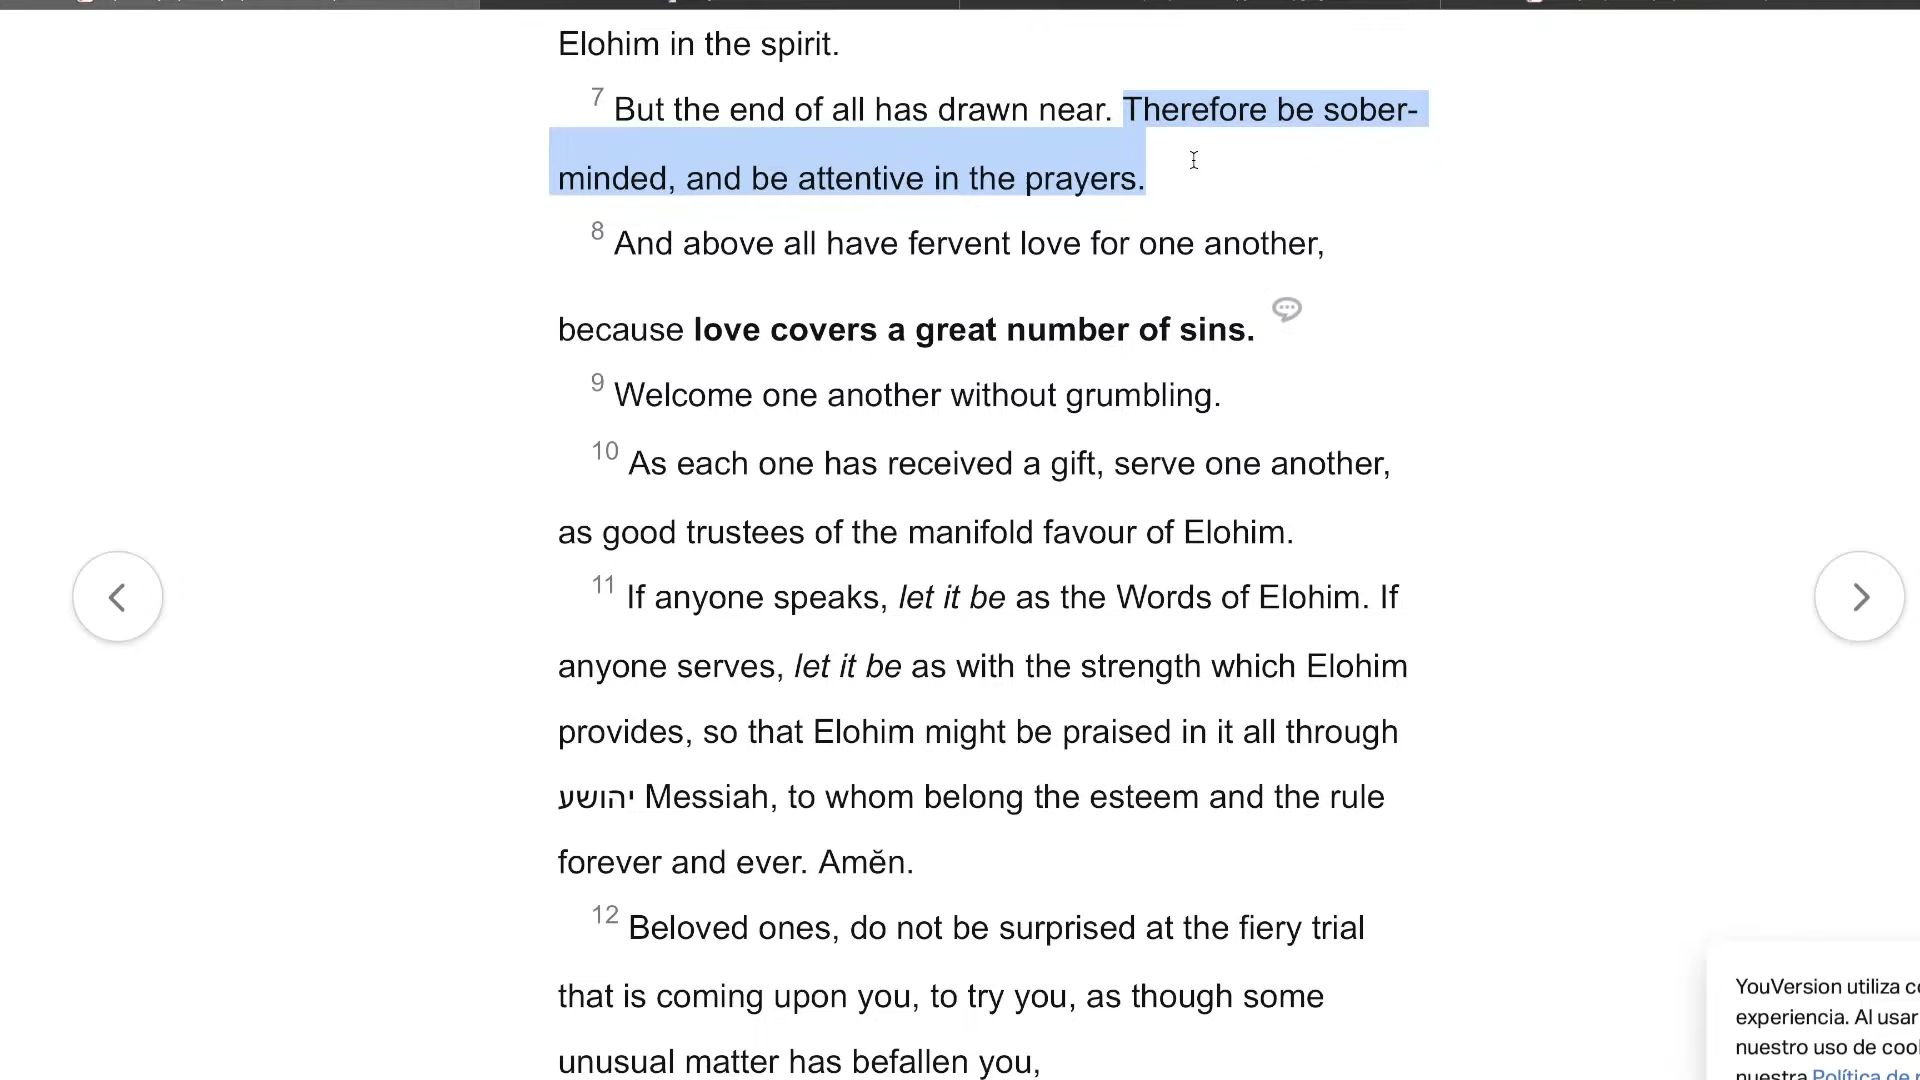 Elohim in the spirit.
7 But the end of all has drawn near. Therefore be sober-
minded, and be attentive in the prayers.
8 And above all have fervent love for one another,
because love covers a great number of sins.
9 Welcome one another without grumbling.
10 As each one has received a gift, serve one another,
as good trustees of the manifold favour of Elohim.
11 If anyone speaks, let it be as the Words of Elohim. If
anyone serves, let it be as with the strength which Elohim
provides, so that Elohim might be praised in it all through
יהושע Messiah, to whom belong the esteem and the rule
forever and ever. Amĕn.
12 Beloved ones, do not be surprised at the fiery trial
that is coming upon you, to try you, as though some
unusual matter has befallen you,
YouVersion utiliza
experiencia. Al usar
nuestro uso de
nuestra Política de